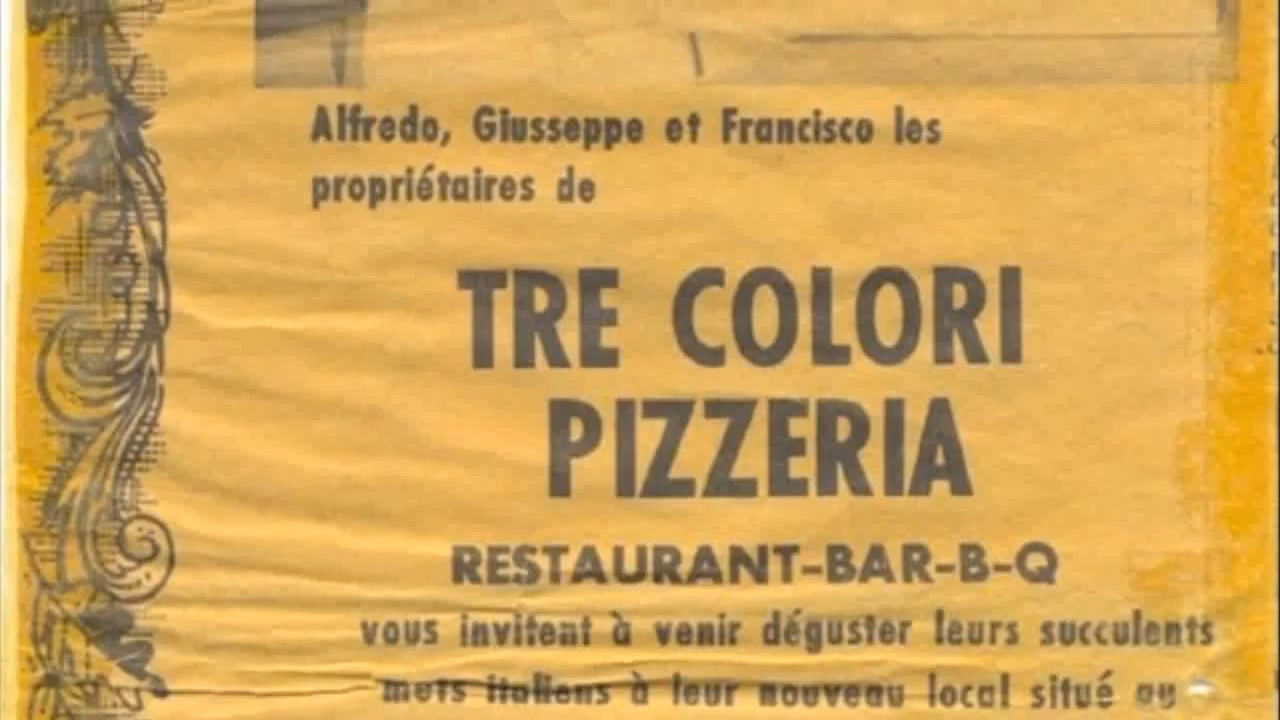 Alfredo, Giusseppe et Francisco les
propriétaires de
TRE COLORI
PIZZERIA
RESTAURANT-BAR-B-Q
vous invitent à venir déguster leurs succulents
mets italiens à leur nouveau local situé au